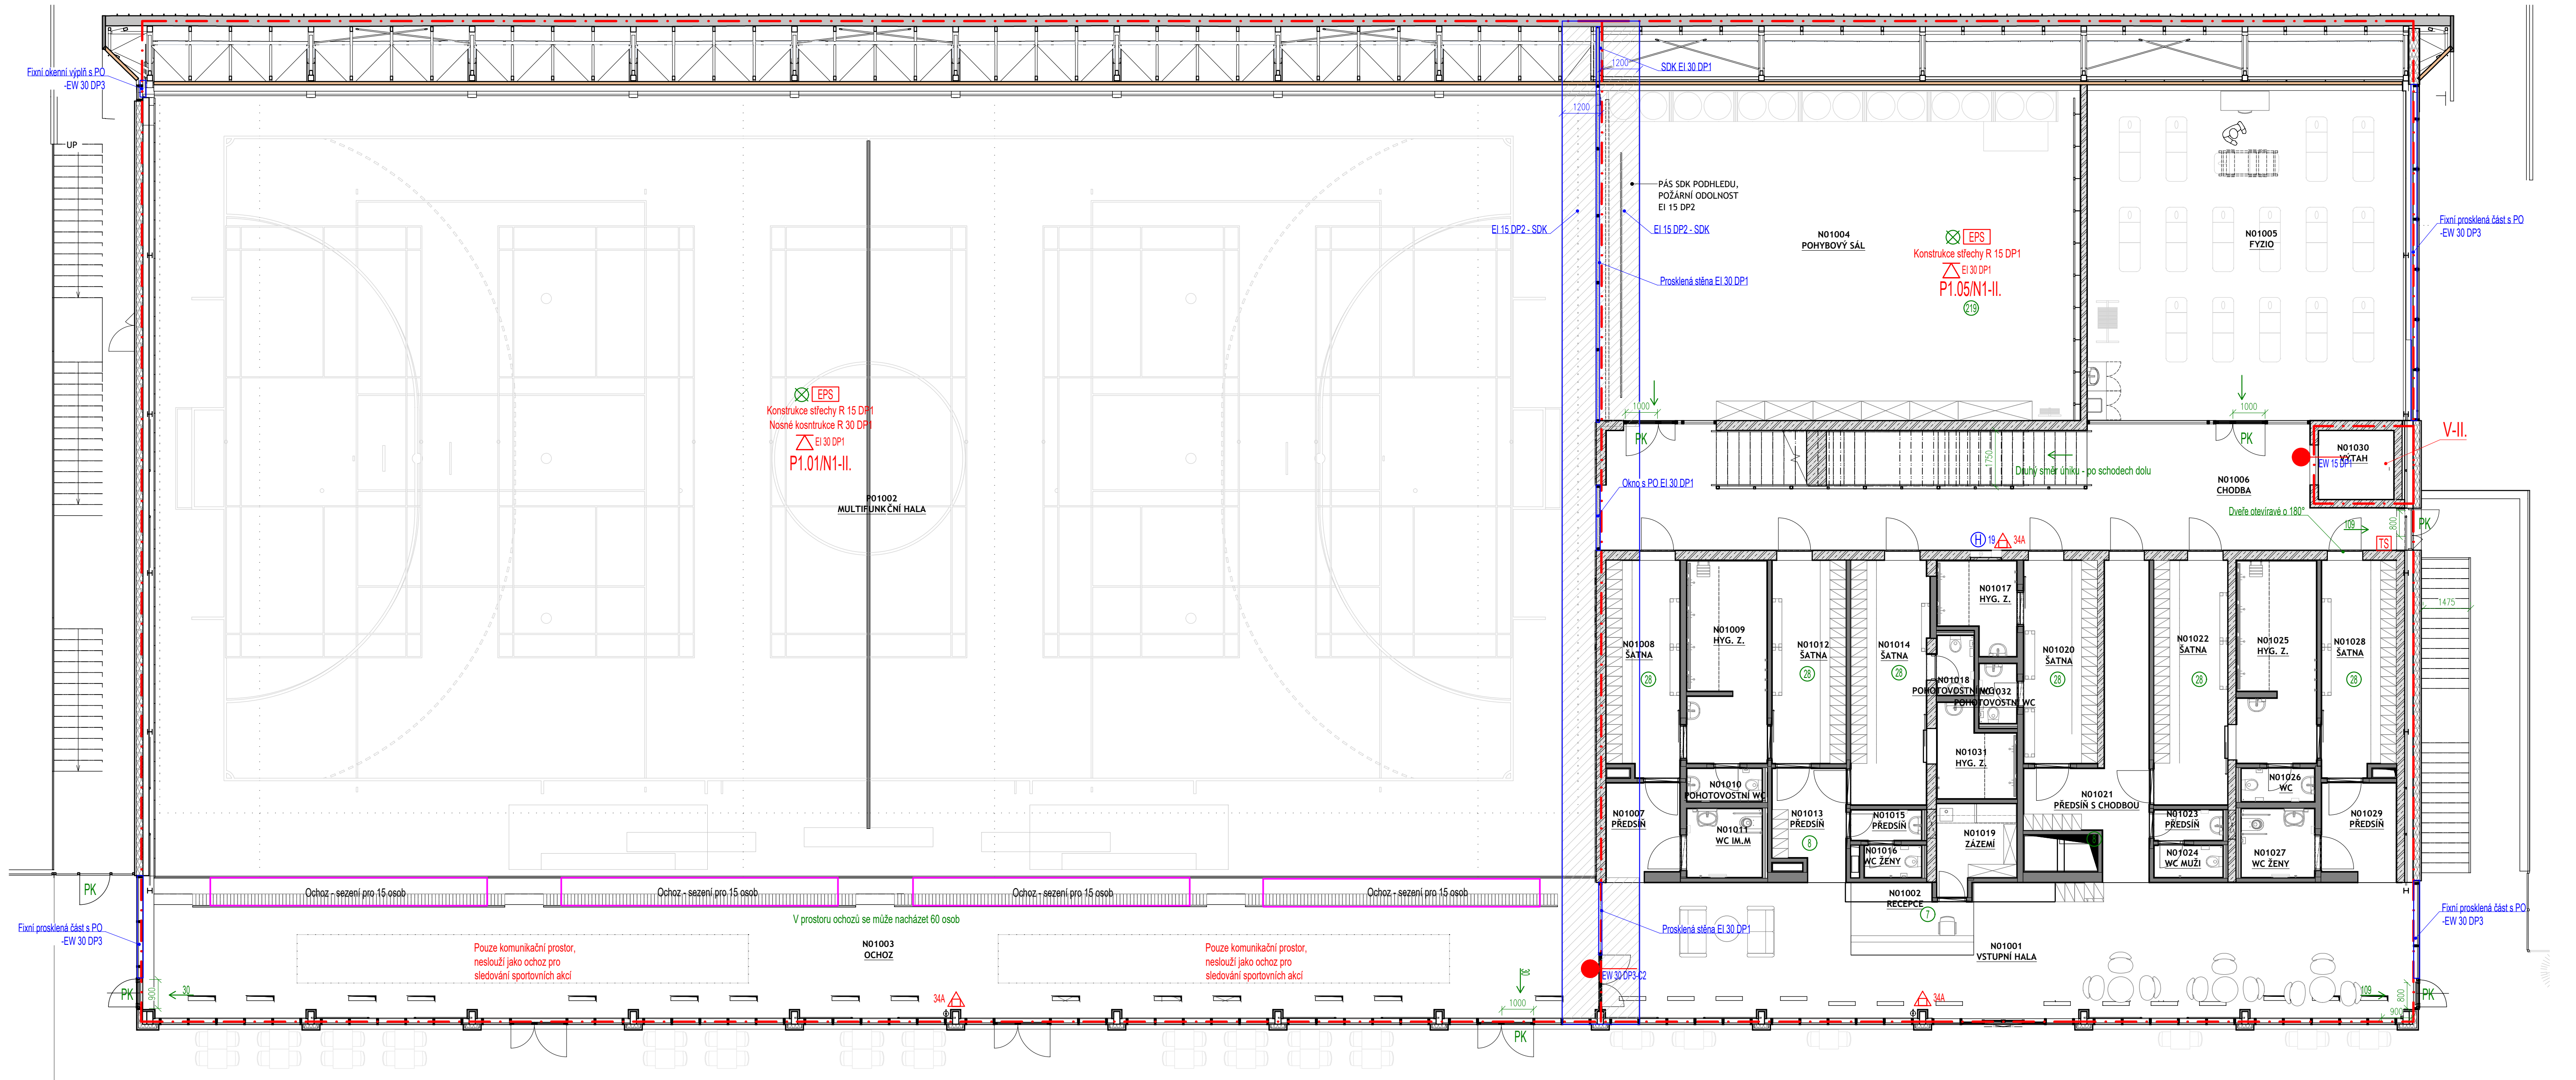 Fixní okenní výplň s PO
-EW 30 DP3
UP
1200
SDK EI 30 DP1
1200
PÁS SDK PODHLEDU,
POŽÁRNÍ ODOLNOST
EI 15 DP2
EI 15 DP2 - SDK
EI 15 DP2 - SDK
Prosklená stěna EI 30 DP1
N01004
POHYBOVÝ SÁL
EPS
Konstrukce střechy R 15 DP1
EI 30 DP1
P1.05/N1-II.
219
N01005
FYZIO
Fixní prosklená část s PO
-EW 30 DP3
EPS
Konstrukce střechy R 15 DP1
Nosné kosntrukce R 30 DP1
EI 30 DP1
P1.01/N1-II.
P01002
MULTIFUNKČNÍ HALA
1000
PK
1000
PK
1750
Druhý směr úniku - po schodech dolu
Okno s PO EI 30 DP1
V-II.
N01030
VÝTAH
EW 15 DP1
N01006
CHODBA
Dveře otevíravé o 180°
109
800
PK
TS
H
19
34A
1475
N01008
ŠATNA
28
N01009
HYG. Z.
N01012
ŠATNA
28
N01014
ŠATNA
28
N01017
HYG. Z.
N01018
POHOTOVOSTNÍ WC
N01032
POHOTOVOSTNÍ WC
N01020
ŠATNA
28
N01022
ŠATNA
28
N01025
HYG. Z.
N01028
ŠATNA
28
N01031
HYG. Z.
N01010
POHOTOVOSTNÍ WC
N01007
PŘEDSÍŇ
N01011
WC IM.M
N01013
PŘEDSÍŇ
8
N01015
PŘEDSÍŇ
N01016
WC ŽENY
N01019
ZÁZEMÍ
N01021
PŘEDSÍŇ S CHODBOU
N01023
PŘEDSÍŇ
N01024
WC MUŽI
N01026
WC
N01027
WC ŽENY
N01029
PŘEDSÍŇ
PK
Ochoz - sezení pro 15 osob
Ochoz - sezení pro 15 osob
Ochoz - sezení pro 15 osob
Ochoz - sezení pro 15 osob
V prostoru ochozů se může nacházet 60 osob
N01002
RECEPCE
7
Fixní prosklená část s PO
-EW 30 DP3
Pouze komunikační prostor,
neslouží jako ochoz pro
sledování sportovních akcí
N01003
OCHOZ
Pouze komunikační prostor,
neslouží jako ochoz pro
sledování sportovních akcí
Prosklená stěna EI 30 DP1
EW 30 DP3-C2
N01001
VSTUPNÍ HALA
Fixní prosklená část s PO
-EW 30 DP3
PK
900
30
34A
30
1000
PK
34A
109
800
900
PK